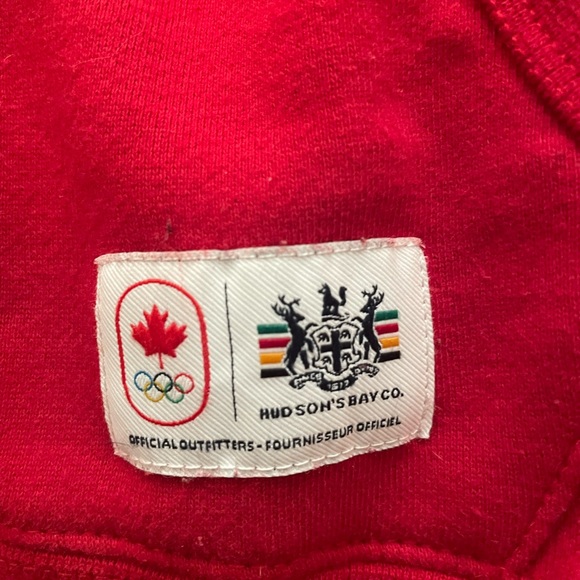 HUDSON'S BAY CO.
OFFICIAL OUTFITTERS - FOURNISSEUR OFFICIEL